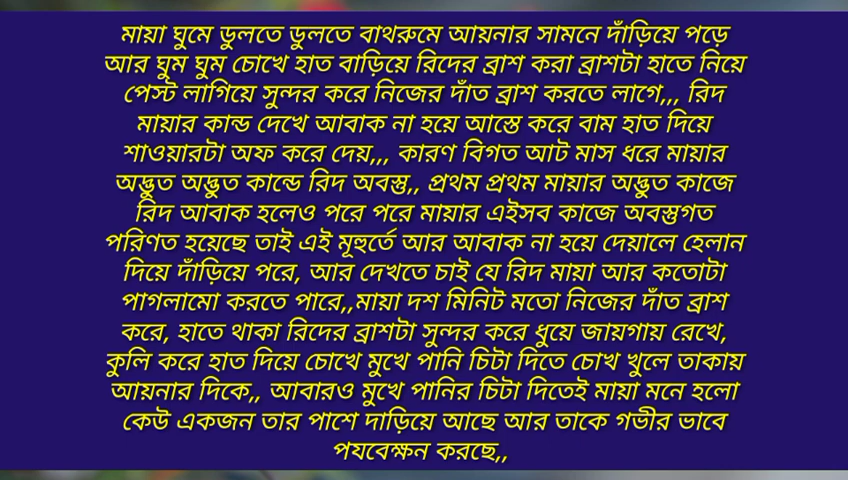 মায়া ঘুমে ডুলতে ডুলতে বাথরুমে আয়নার সামনে দাঁড়িয়ে পড়ে
আর ঘুম ঘুম চোখে হাত বাড়িয়ে রিদের ব্রাশ করা ব্রাশটা হাতে নিয়ে
পেস্ট লাগিয়ে সুন্দর করে নিজের দাঁত ব্রাশ করতে লাগে,,, রিদ
মায়ার কান্ড দেখে আবাক না হয়ে আস্তে করে বাম হাত দিয়ে
শাওয়ারটা অফ করে দেয়,,, কারণ বিগত আট মাস ধরে মায়ার
অদ্ভুত অদ্ভুত কান্ডে রিদ অবস্তু,, প্রথম প্রথম মায়ার অদ্ভুত কাজে
রিদ আবাক হলেও পরে পরে মায়ার এইসব কাজে অবস্তুগত
পরিণত হয়েছে তাই এই মূহুর্তে আর আবাক না হয়ে দেয়ালে হেলান
দিয়ে দাঁড়িয়ে পরে, আর দেখতে চাই যে রিদ মায়া আর কতোটা
পাগলামো করতে পারে,,মায়া দশ মিনিট মতো নিজের দাঁত ব্রাশ
করে, হাতে থাকা রিদের ব্রাশটা সুন্দর করে ধুয়ে জায়গায় রেখে,
কুলি করে হাত দিয়ে চোখে মুখে পানি চিটা দিতে চোখ খুলে তাকায়
আয়নার দিকে,, আবারও মুখে পানির চিটা দিতেই মায়া মনে হলো
কেউ একজন তার পাশে দাড়িয়ে আছে আর তাকে গভীর ভাবে
পযবেক্ষন করছে,,